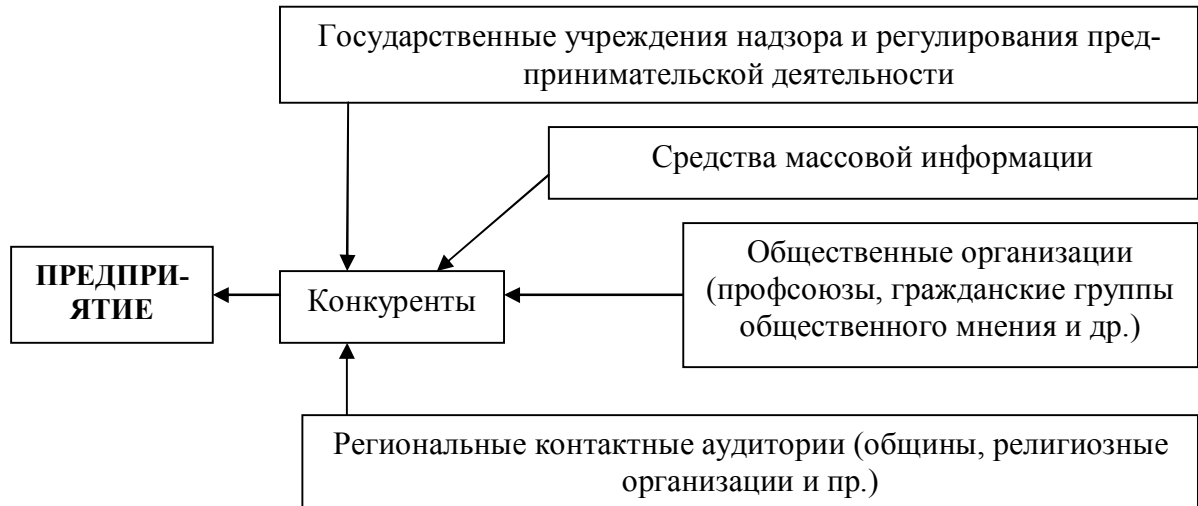 Государственные учреждения надзора и регулирования пред-
принимательской деятельности
Средства массовой информации
ПРЕДПРИ-
ЯТИЕ
Конкуренты
Общественные организации
(профсоюзы, гражданские группы
общественного мнения и др.)
Региональные контактные аудитории (общины, религиозные
организации и пр.)